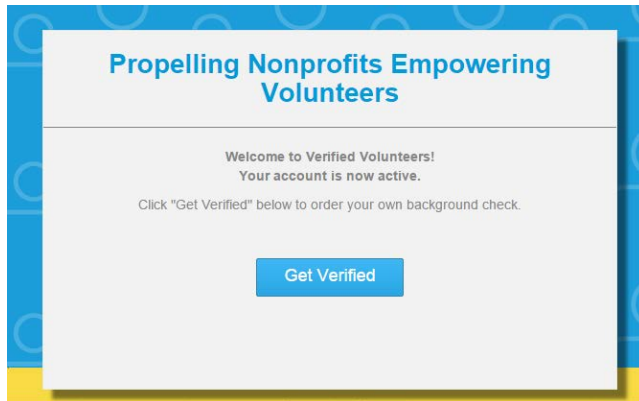 Propelling Nonprofits Empowering
Volunteers
Welcome to Verified Volunteers!
Your account is now active.
Click "Get Verified" below to order your own background check.
Get Verified